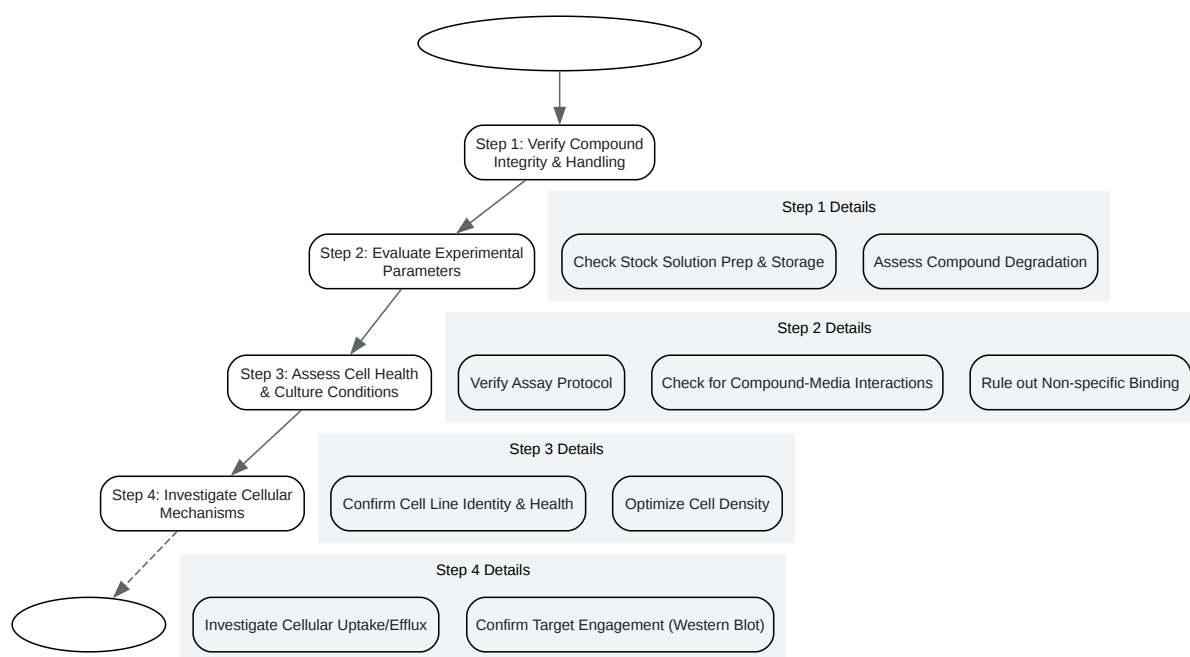 Step 1: Verify Compound
Integrity & Handling
Step 1 Details
Step 2: Evaluate Experimental
Parameters
Check Stock Solution Prep & Storage
Assess Compound Degradation
Step 2 Details
Step 3: Assess Cell Health
& Culture Conditions
Verify Assay Protocol
Check for Compound-Media Interactions
Rule out Non-specific Binding
Step 3 Details
Step 4: Investigate Cellular
Mechanisms
Confirm Cell Line Identity & Health
Optimize Cell Density
Step 4 Details
Investigate Cellular Uptake/Efflux
Confirm Target Engagement (Western Blot)